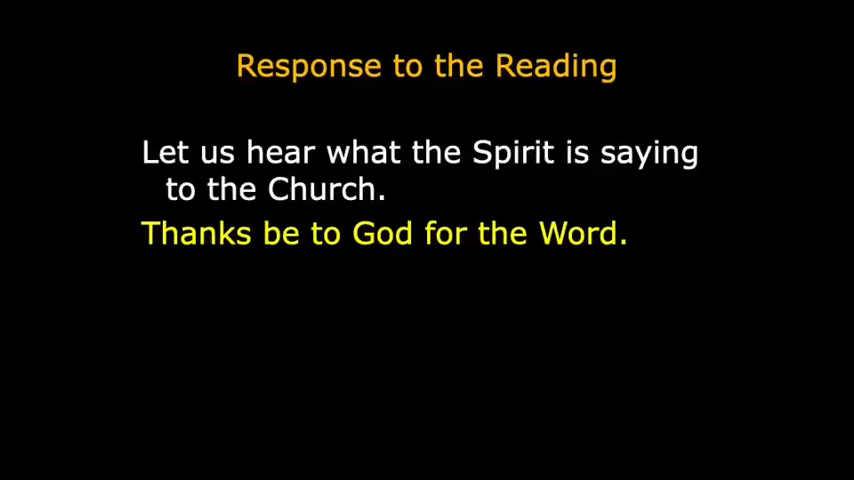 Response to the Reading
Let us hear what the Spirit is saying
to the Church.
Thanks be to God for the Word.